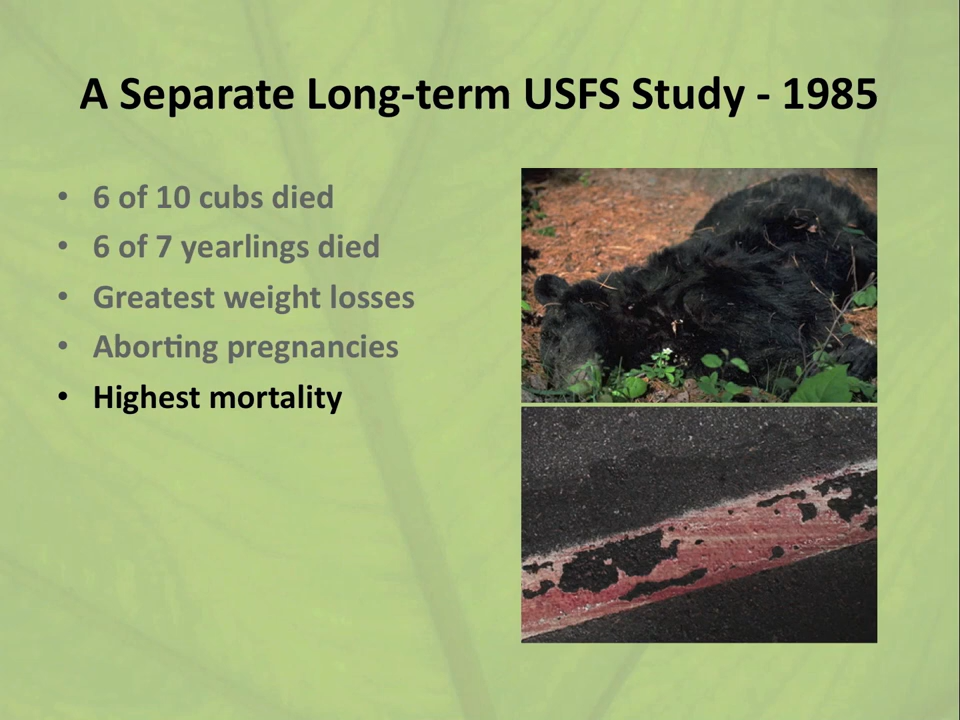 A Separate Long-term USFS Study - 1985
• 6 of 10 cubs died
• 6 of 7 yearlings died
• Greatest weight losses
• Aborting pregnancies
• Highest mortality